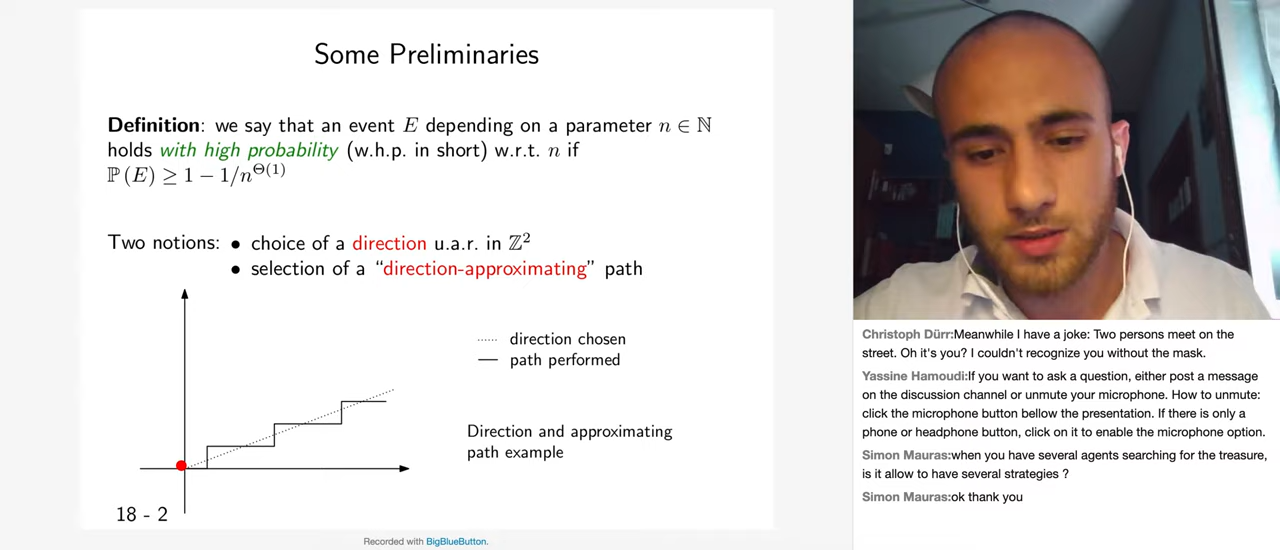 Some Preliminaries
Definition: we say that an event E depending on a parameter n ∈ ℕ
holds with high probability (w.h.p. in short) w.r.t. n if
ℙ (E) ≥ 1 − 1/n^Θ(1)
Two notions: • choice of a direction u.a.r. in ℤ²
• selection of a “direction-approximating” path
direction chosen
path performed
Direction and approximating
path example
18 - 2
Recorded with BigBlueButton.
Christoph Dürr:Meanwhile I have a joke: Two persons meet on the
street. Oh it's you? I couldn't recognize you without the mask.
Yassine Hamoudi:If you want to ask a question, either post a message
on the discussion channel or unmute your microphone. How to unmute:
click the microphone button bellow the presentation. If there is only a
phone or headphone button, click on it to enable the microphone option.
Simon Mauras:when you have several agents searching for the treasure,
is it allow to have several strategies ?
Simon Mauras:ok thank you